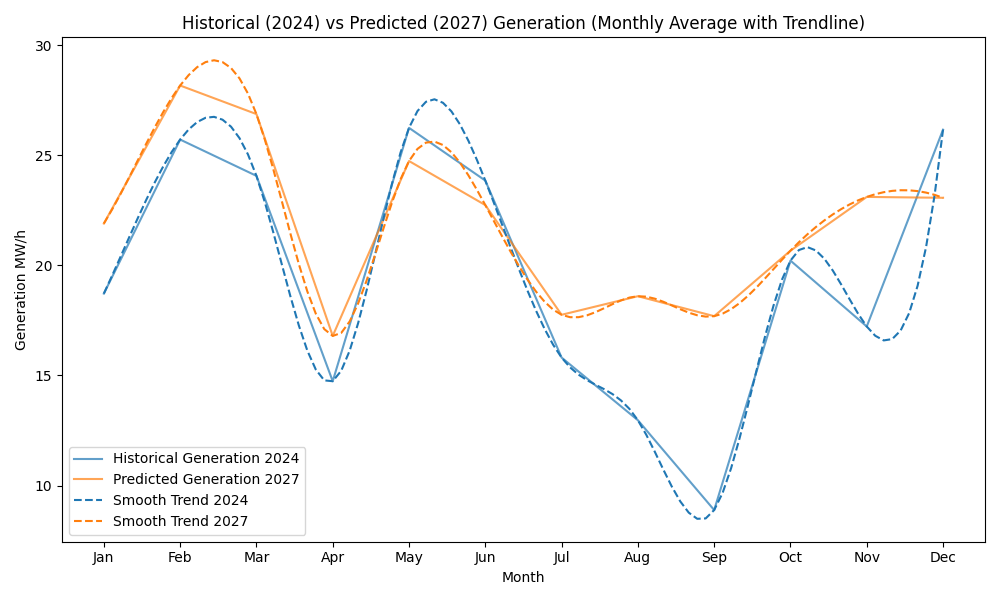 Historical (2024) vs Predicted (2027) Generation (Monthly Average with Trendline)
Generation MW/h
30
25
20
15
10
Historical Generation 2024
Predicted Generation 2027
Smooth Trend 2024
Smooth Trend 2027
Jan Feb Mar Apr May Jun Jul Aug Sep Oct Nov Dec
Month